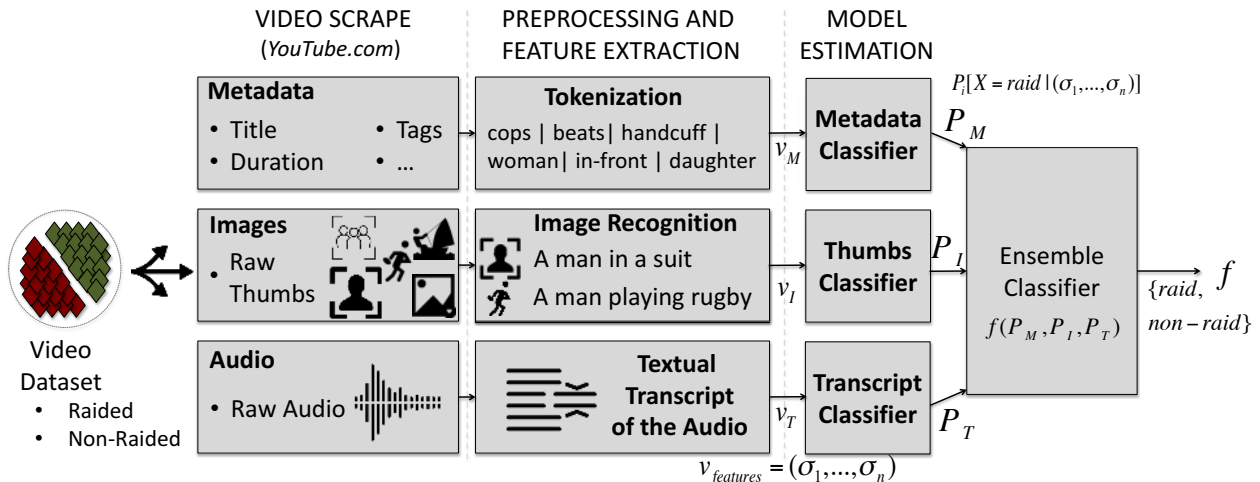 VIDEO SCRAPE
(YouTube.com)
PREPROCESSING AND
FEATURE EXTRACTION
MODEL
ESTIMATION
Metadata
• Title
• Tags
• Duration
• ...
Tokenization
cops | beats| handcuff |
woman| in-front | daughter
v_M
Metadata
Classifier
P_i[X = raid | (σ_1,...,σ_n)]
P_M
Images
• Raw
Thumbs
Image Recognition
A man in a suit
A man playing rugby
v_I
Thumbs
Classifier
P_I
Ensemble
Classifier
f(P_M, P_I, P_T)
{raid,
non−raid}
f
Video
Dataset
• Raided
• Non-Raided
Audio
• Raw Audio
Textual
Transcript
of the Audio
v_T
Transcript
Classifier
P_T
v_features = (σ_1,...,σ_n)